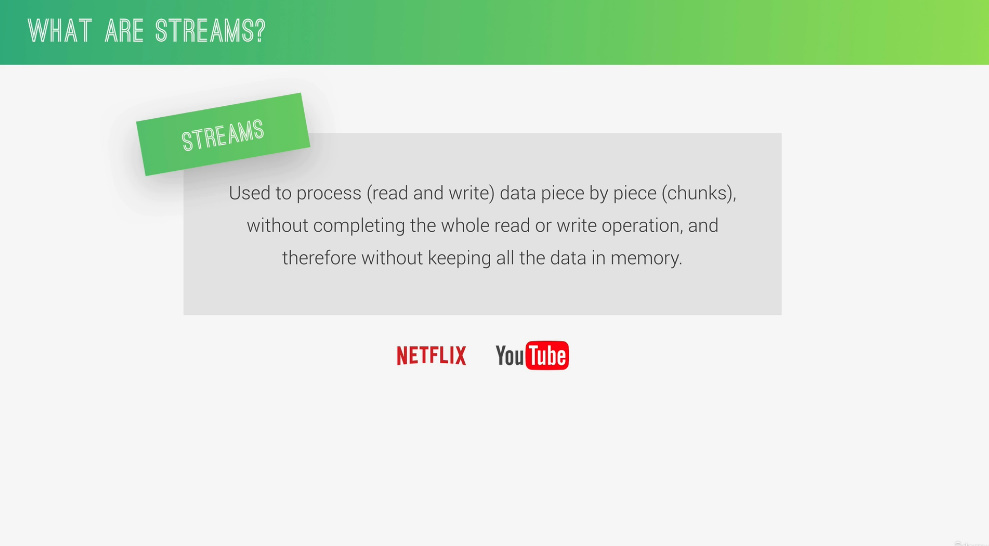 WHAT ARE STREAMS?
STREAMS
Used to process (read and write) data piece by piece (chunks),
without completing the whole read or write operation, and
therefore without keeping all the data in memory.
NETFLIX YouTube